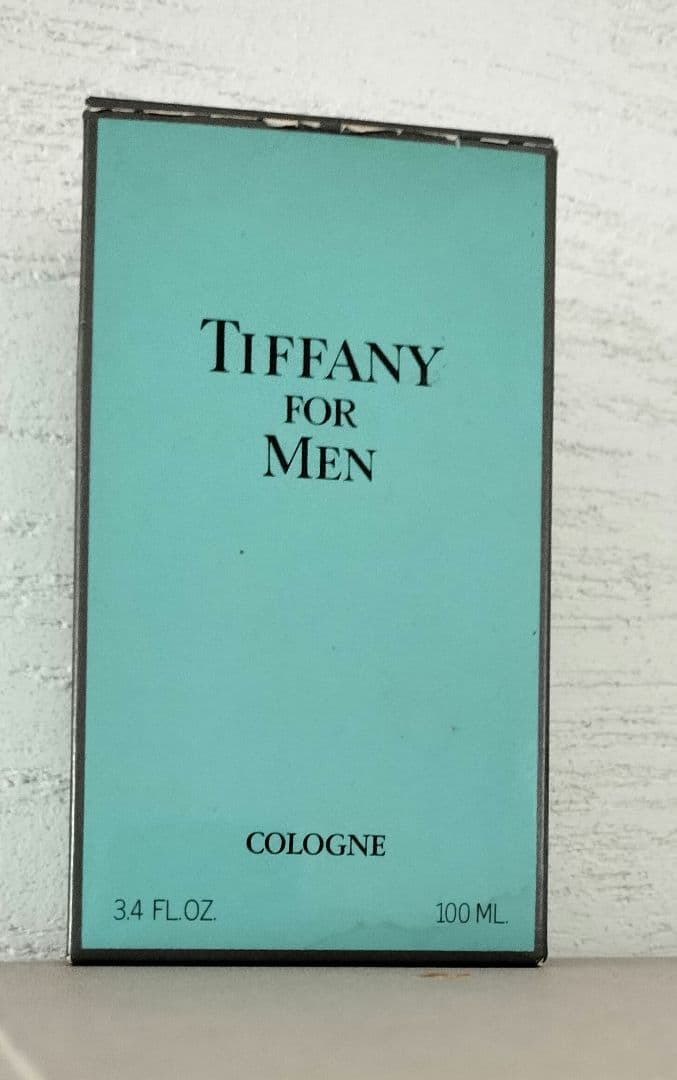 TIFFANY
FOR
MEN
COLOGNE
3.4 FL.OZ.
100 ML.